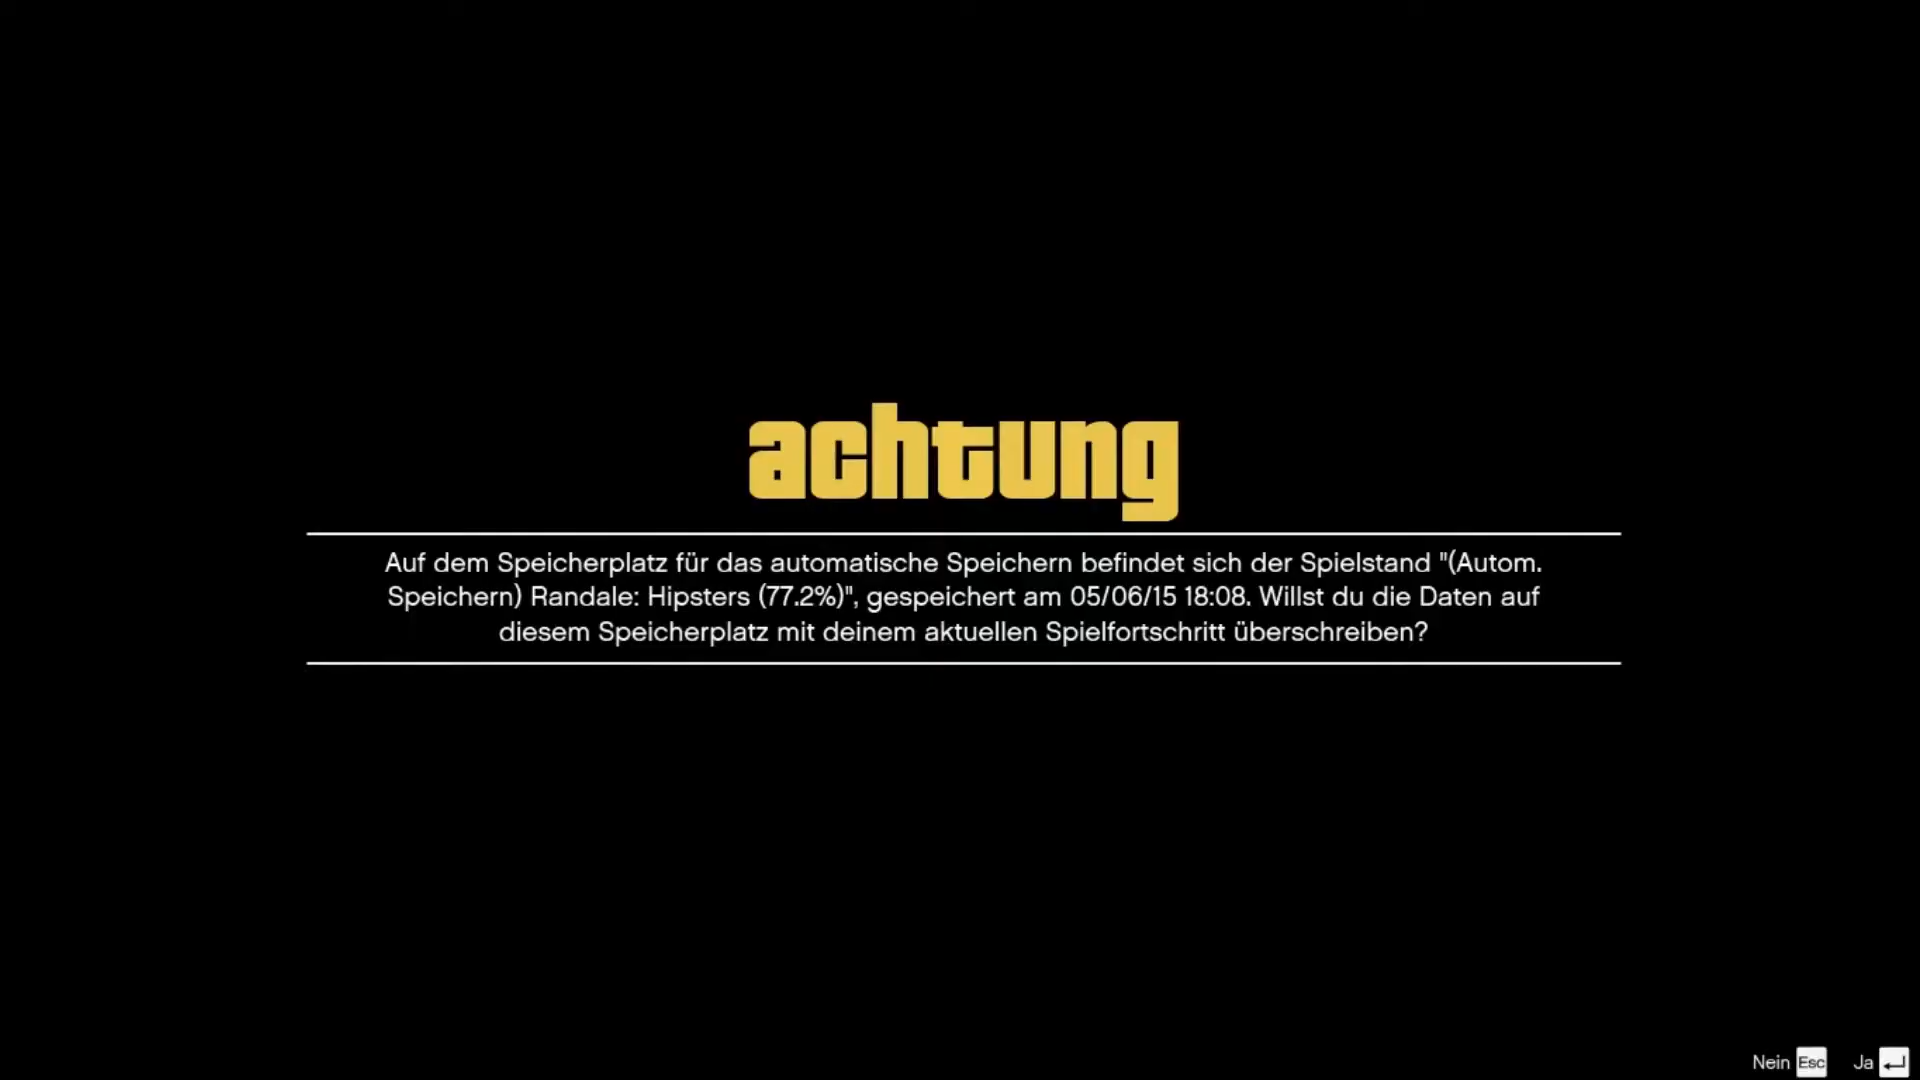 achtung
Auf dem Speicherplatz für das automatische Speichern befindet sich der Spielstand "(Autom.
Speichern) Randale: Hipsters (77.2%)", gespeichert am 05/06/15 18:08. Willst du die Daten auf
diesem Speicherplatz mit deinem aktuellen Spielfortschritt überschreiben?
Nein Esc Ja